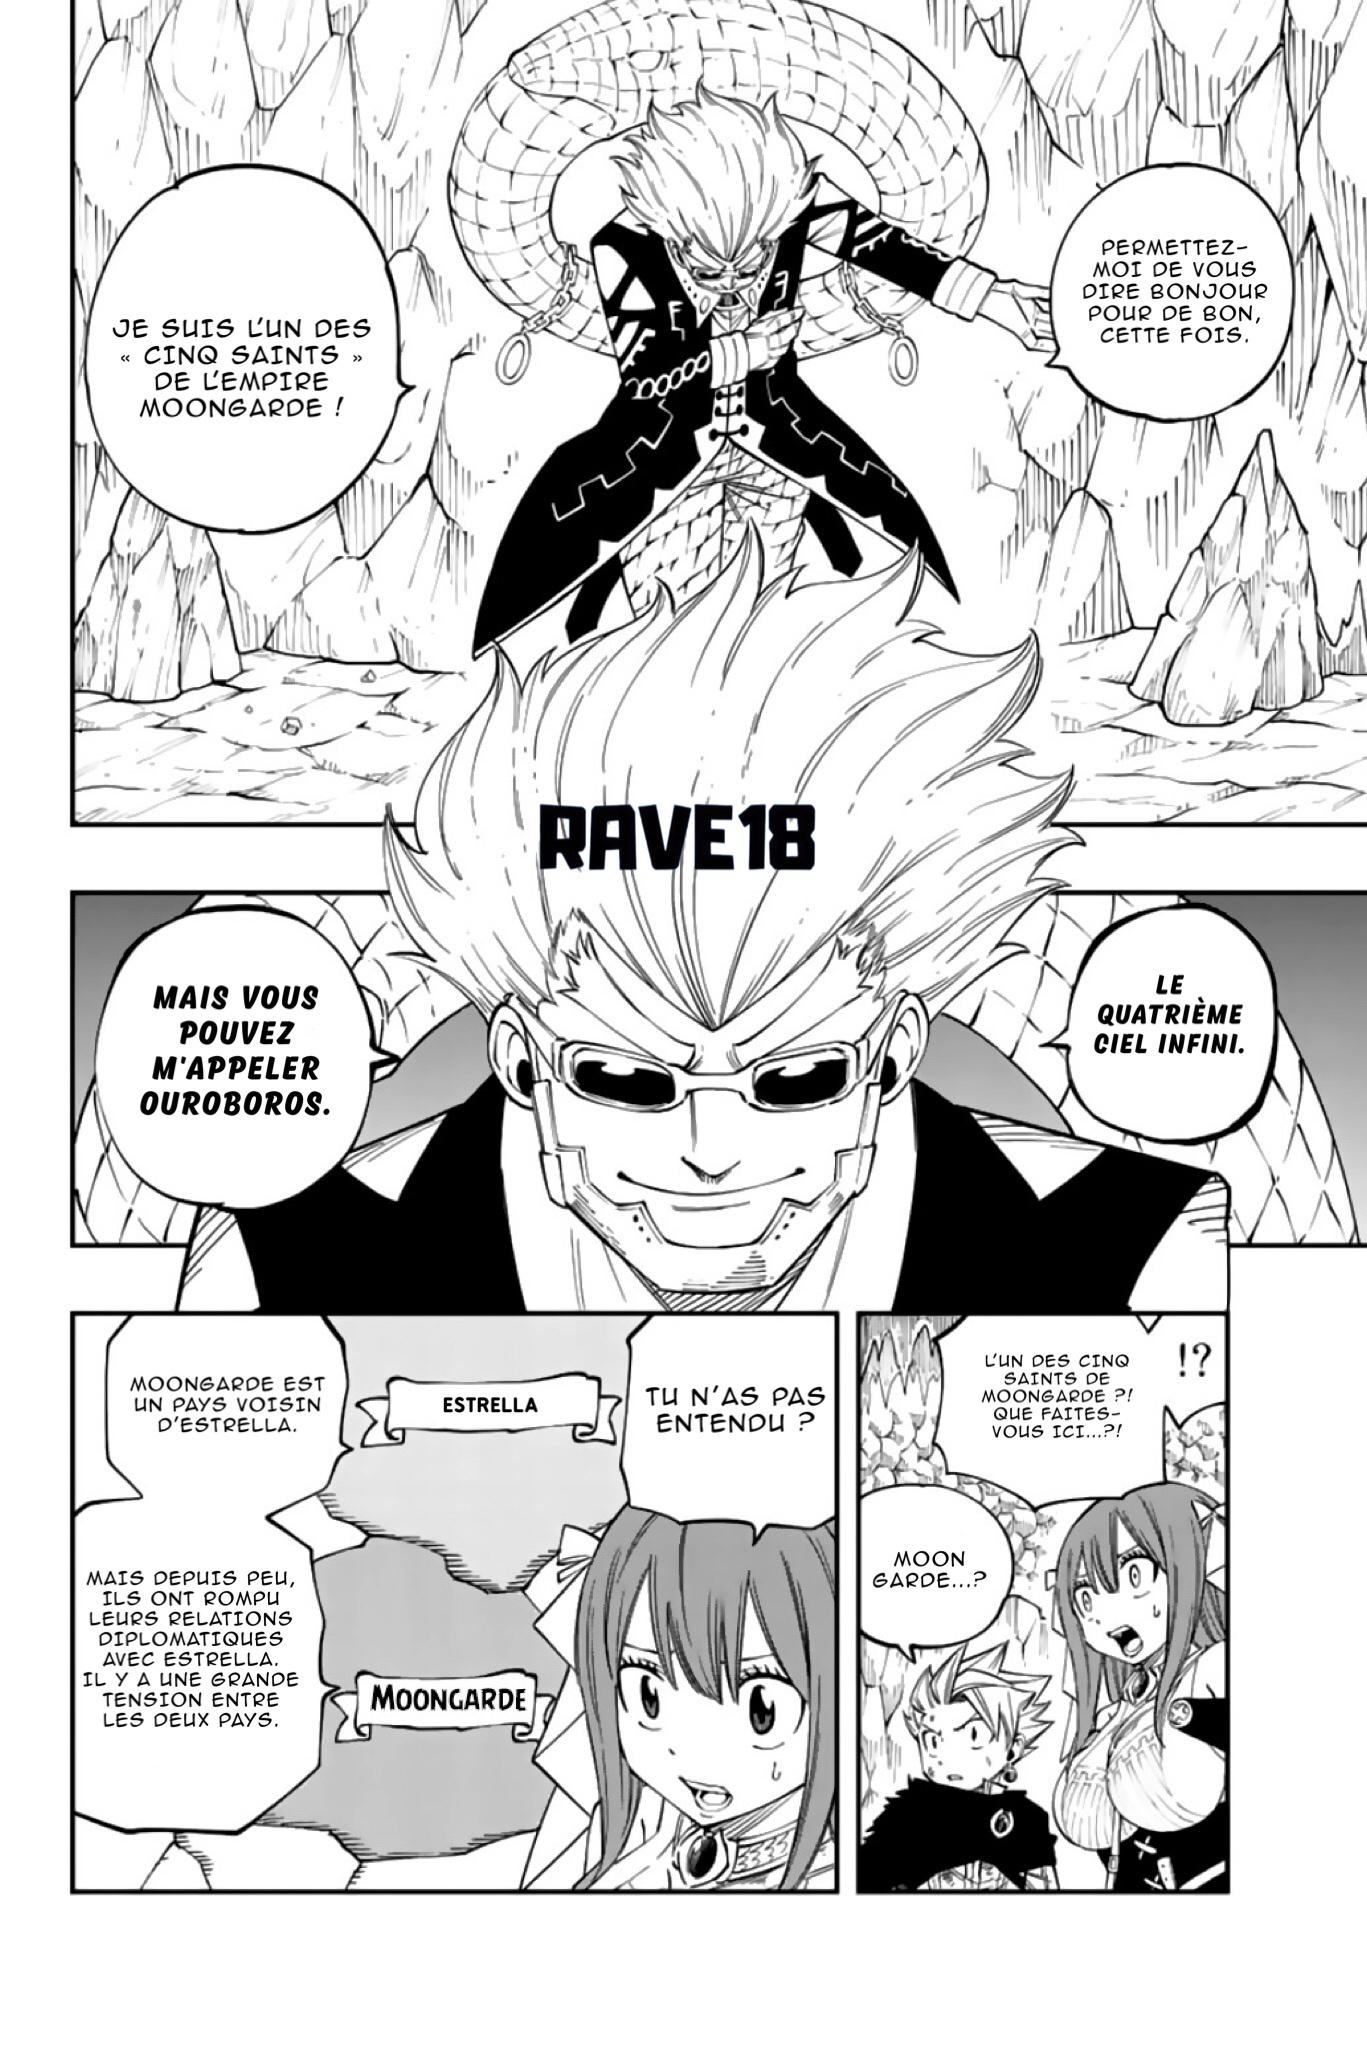 PERMETTEZ-
MOI DE VOUS
DIRE BONJOUR
POUR DE BON,
CETTE FOIS.
JE SUIS L'UN DES
« CINQ SAINTS »
DE L'EMPIRE
MOONGARDE !
RAVE18
LE
QUATRIÈME
CIEL INFINI.
MAIS VOUS
POUVEZ
M'APPELER
OUROBOROS.
!?
L'UN DES CINQ
SAINTS DE
MOONGARDE ?!
QUE FAITES-
VOUS ICI...?!
MOON
GARDE...?
TU N'AS PAS
ENTENDU ?
ESTRELLA
MOONGARDE EST
UN PAYS VOISIN
D'ESTRELLA.
MAIS DEPUIS PEU,
ILS ONT ROMPU
LEURS RELATIONS
DIPLOMATIQUES
AVEC ESTRELLA.
IL Y A UNE GRANDE
TENSION ENTRE
LES DEUX PAYS.
MOONGARDE